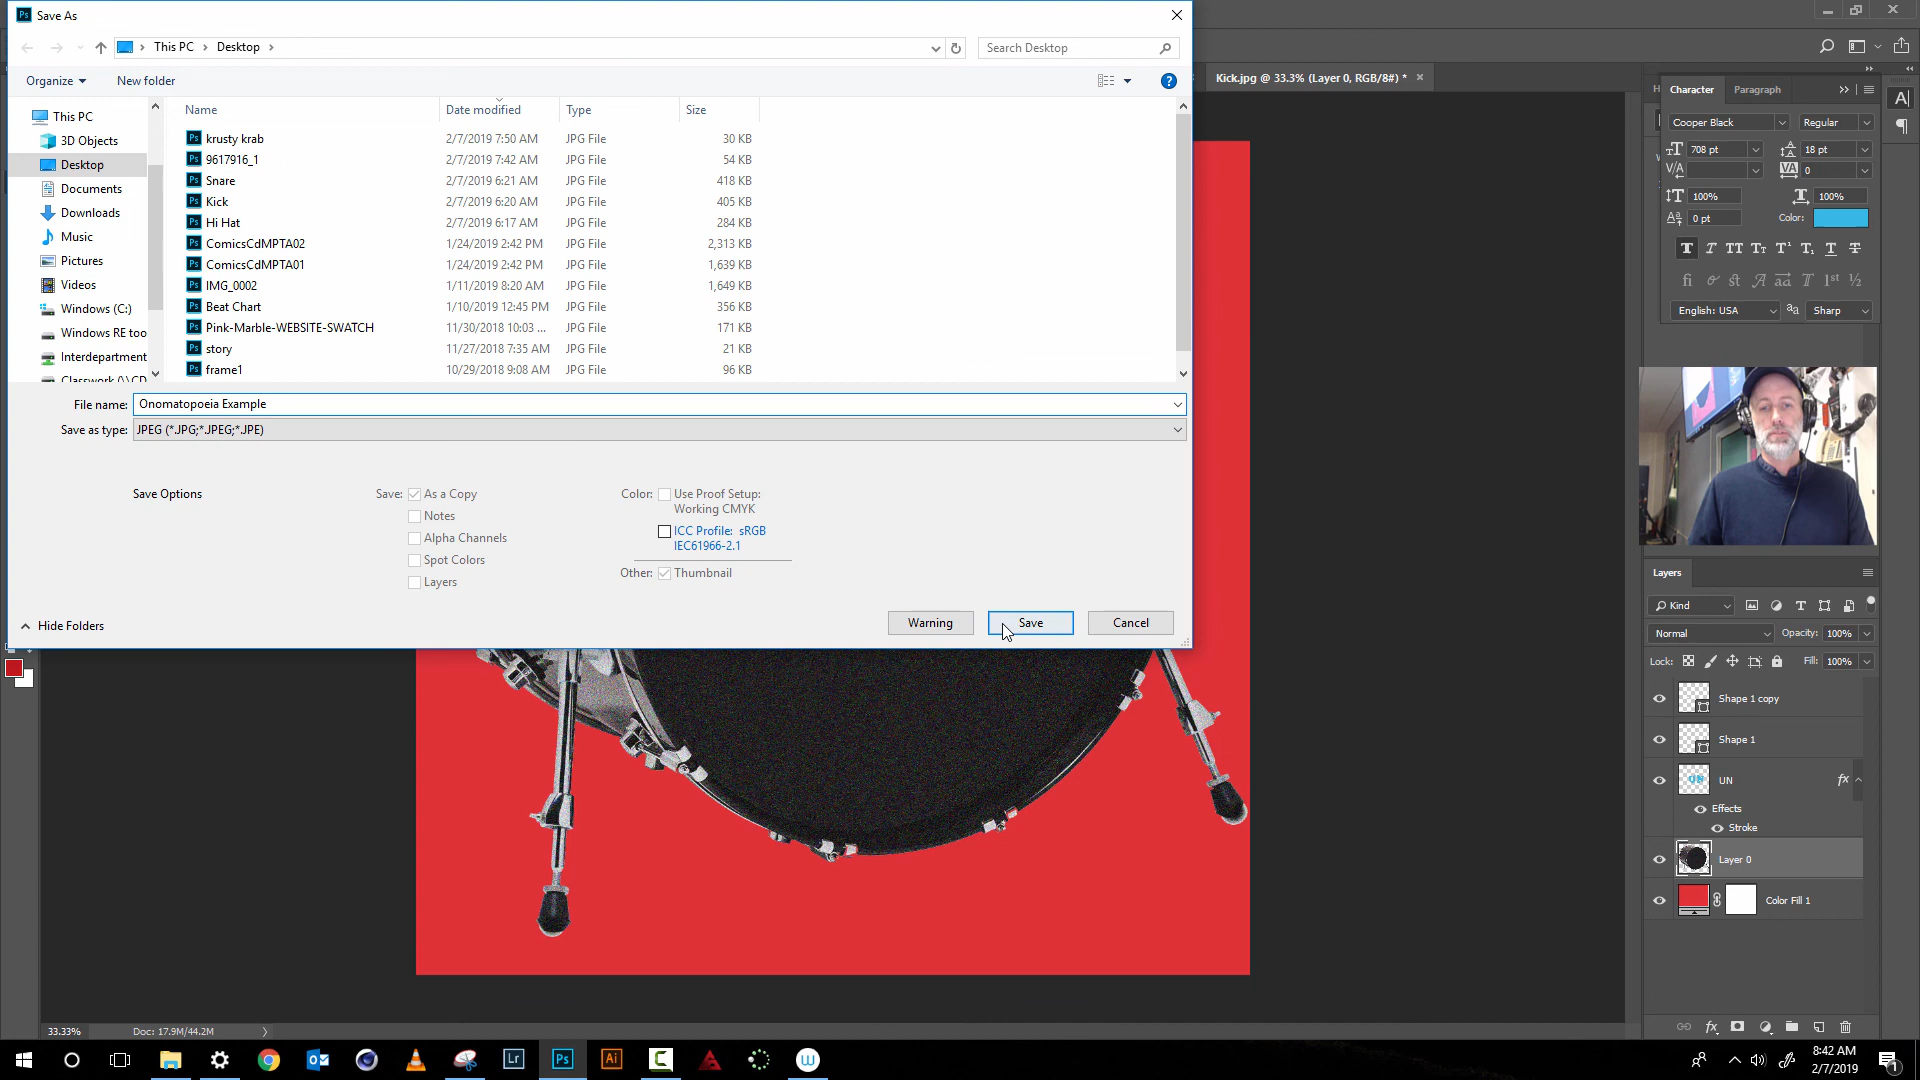 Save As
This PC
Desktop
Search Desktop
Organize
New folder
Kick.jpg @ 33.3% (Layer 0, RGB/8#) *
This PC
3D Objects
Desktop
Documents
Downloads
Music
Pictures
Videos
Windows (C:)
Windows RE too
Interdepartment
Name Date modified Type Size
krusty krab 2/7/2019 7:50 AM JPG File 30 KB
9617916_1 2/7/2019 7:42 AM JPG File 54 KB
Snare 2/7/2019 6:21 AM JPG File 418 KB
Kick 2/7/2019 6:20 AM JPG File 405 KB
Hi Hat 2/7/2019 6:17 AM JPG File 284 KB
ComicsCdMPTA02 1/24/2019 2:42 PM JPG File 2,313 KB
ComicsCdMPTA01 1/24/2019 2:42 PM JPG File 1,639 KB
IMG_0002 1/11/2019 8:20 AM JPG File 1,649 KB
Beat Chart 1/10/2019 12:45 PM JPG File 356 KB
Pink-Marble-WEBSITE-SWATCH 11/30/2018 10:03 ... JPG File 171 KB
story 11/27/2018 7:35 AM JPG File 21 KB
frame1 10/29/2018 9:08 AM JPG File 96 KB
File name: Onomatopoeia Example
Save as type: JPEG (*.JPG;*.JPEG;*.JPE)
Save Options
Save: As a Copy
Notes
Alpha Channels
Spot Colors
Layers
Color: Use Proof Setup:
Working CMYK
ICC Profile: sRGB
IEC61966-2.1
Other: Thumbnail
Hide Folders
Warning
Save
Cancel
Character
Paragraph
Cooper Black
Regular
708 pt
18 pt
0
100%
100%
0 pt
Color:
English: USA
Sharp
Layers
Kind
Normal
Opacity: 100%
Lock:
Fill: 100%
Shape 1 copy
Shape 1
UN
fx
Effects
Stroke
Layer 0
Color Fill 1
33.33%
Doc: 17.9M/44.2M
Lr
Ps
Ai
8:42 AM
2/7/2019
1